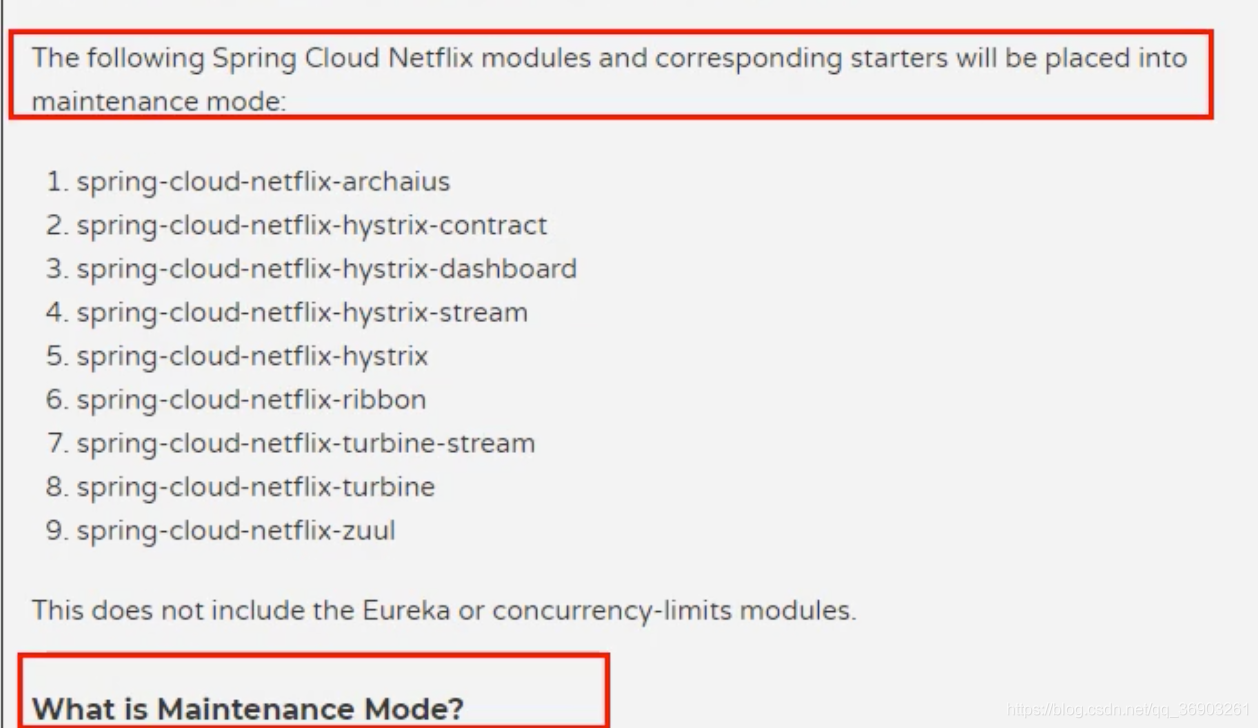 The following Spring Cloud Netflix modules and corresponding starters will be placed into
maintenance mode:
1. spring-cloud-netflix-archaius
2. spring-cloud-netflix-hystrix-contract
3. spring-cloud-netflix-hystrix-dashboard
4. spring-cloud-netflix-hystrix-stream
5. spring-cloud-netflix-hystrix
6. spring-cloud-netflix-ribbon
7. spring-cloud-netflix-turbine-stream
8. spring-cloud-netflix-turbine
9. spring-cloud-netflix-zuul
This does not include the Eureka or concurrency-limits modules.
What is Maintenance Mode?
https://blog.csdn.net/qq_36903261